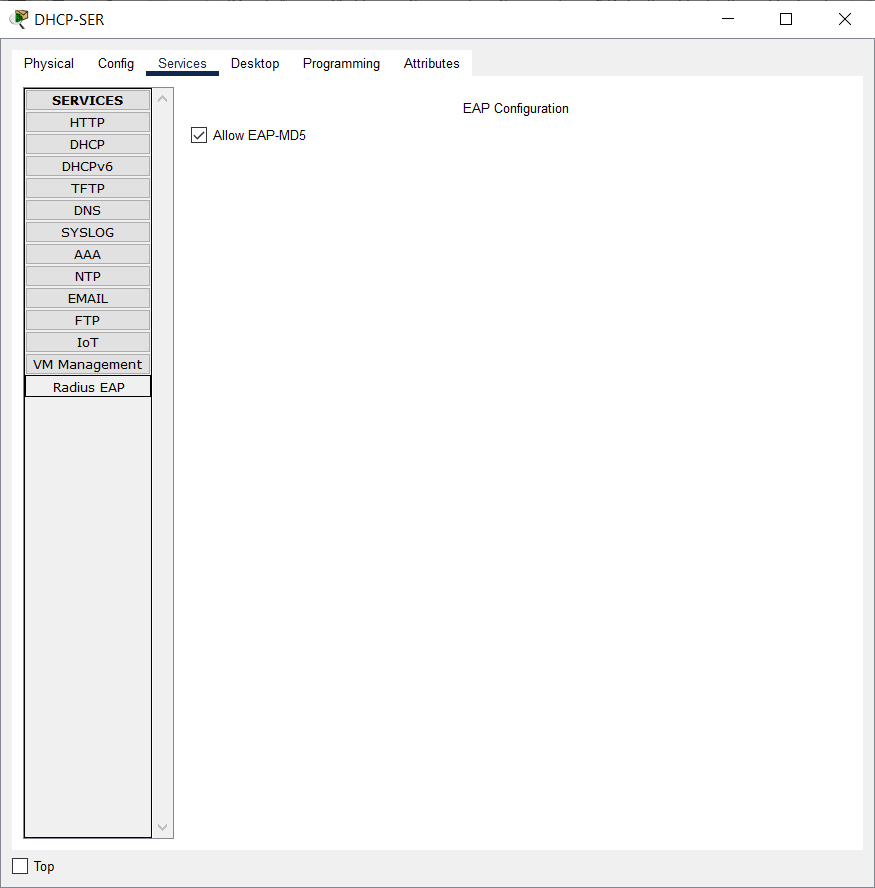 DHCP-SER
Physical Config Services Desktop Programming Attributes
SERVICES
HTTP
DHCP
DHCPv6
TFTP
DNS
SYSLOG
AAA
NTP
EMAIL
FTP
IoT
VM Management
Radius EAP
EAP Configuration
Allow EAP-MD5
Top